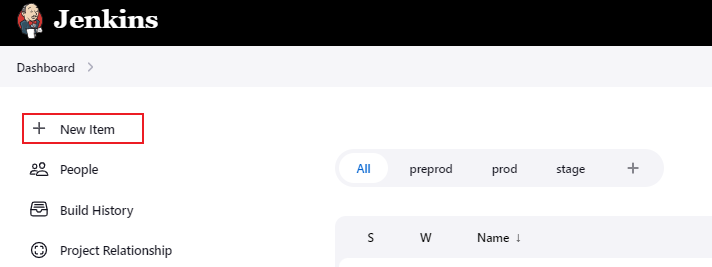 Jenkins
Dashboard
New Item
People
Build History
Project Relationship
All preprod prod stage +
S W Name ↓